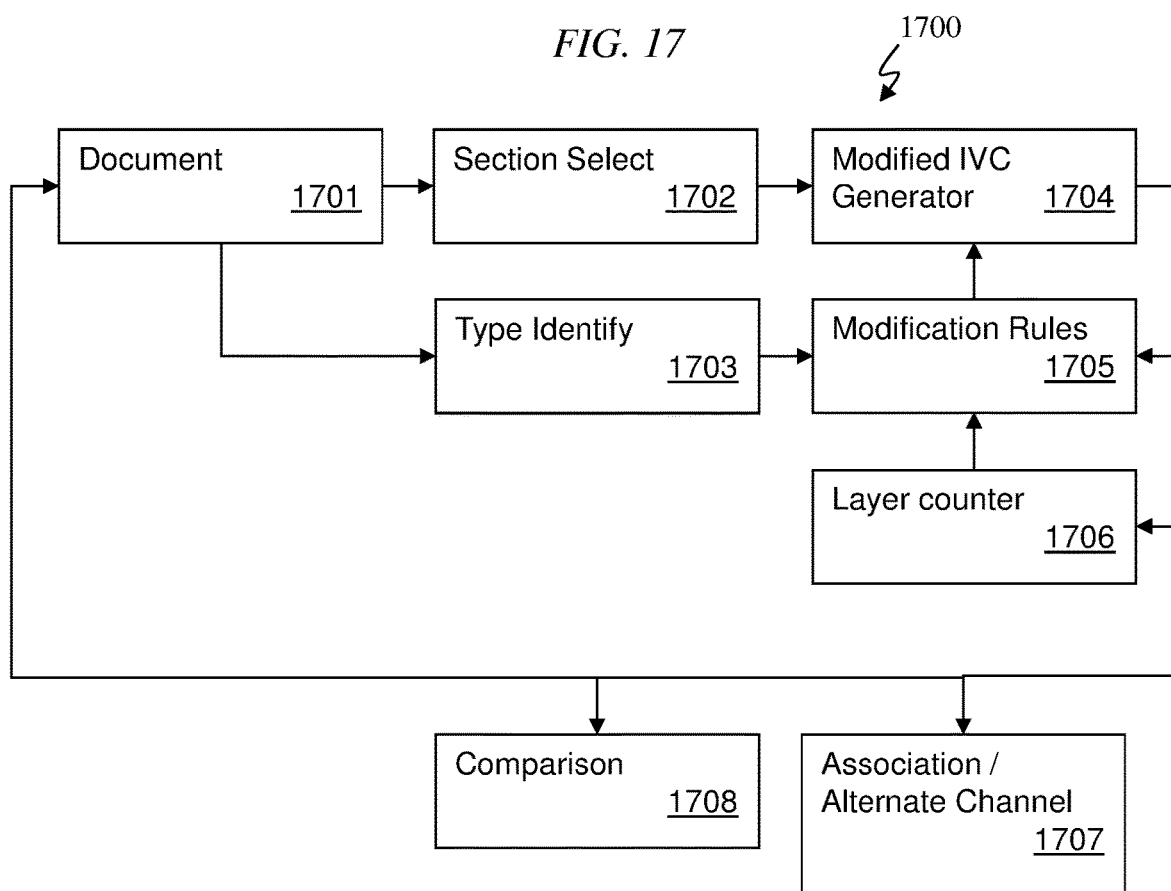 FIG. 17
1700
Document
1701
Section Select
1702
Modified IVC
Generator
1704
Type Identify
1703
Modification Rules
1705
Layer counter
1706
Comparison
1708
Association /
Alternate Channel
1707